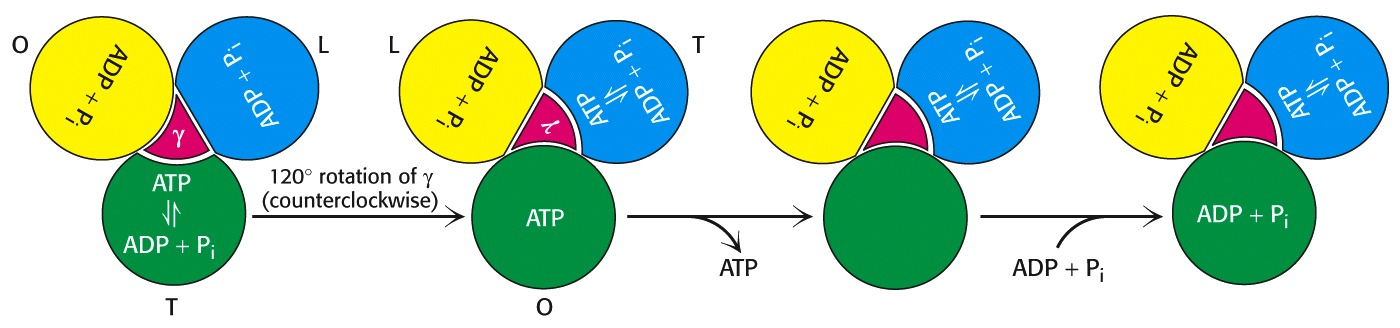 O
ADP + Pi
ADP + Pi
L
γ
ATP
⇌
ADP + Pi
T
120° rotation of γ
(counterclockwise)
L
ADP + Pi
ATP
⇌
ADP + Pi
T
γ
ATP
O
ATP
ADP + Pi
ATP
⇌
ADP + Pi
ADP + Pi
ADP + Pi
ATP
⇌
ADP + Pi
ADP + Pi